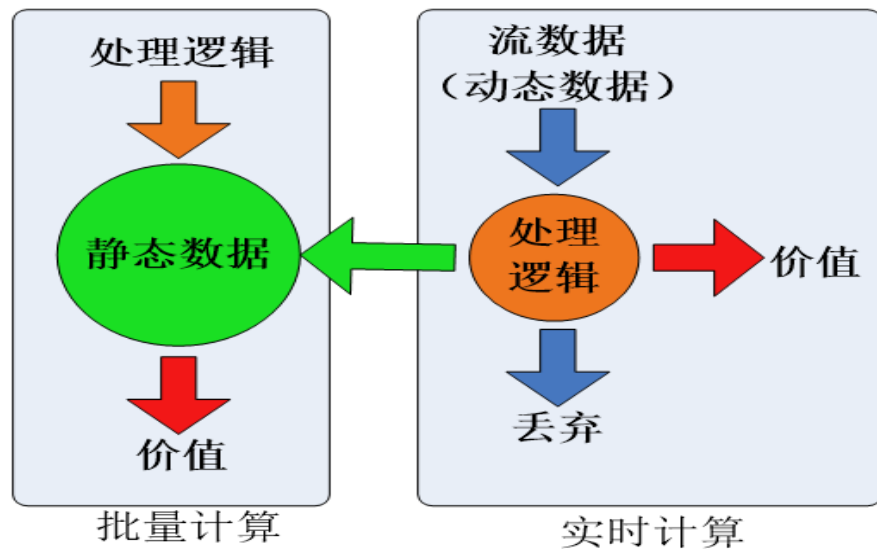 处理逻辑
静态数据
价值
批量计算
流数据
（动态数据）
处理
逻辑
价值
丢弃
实时计算